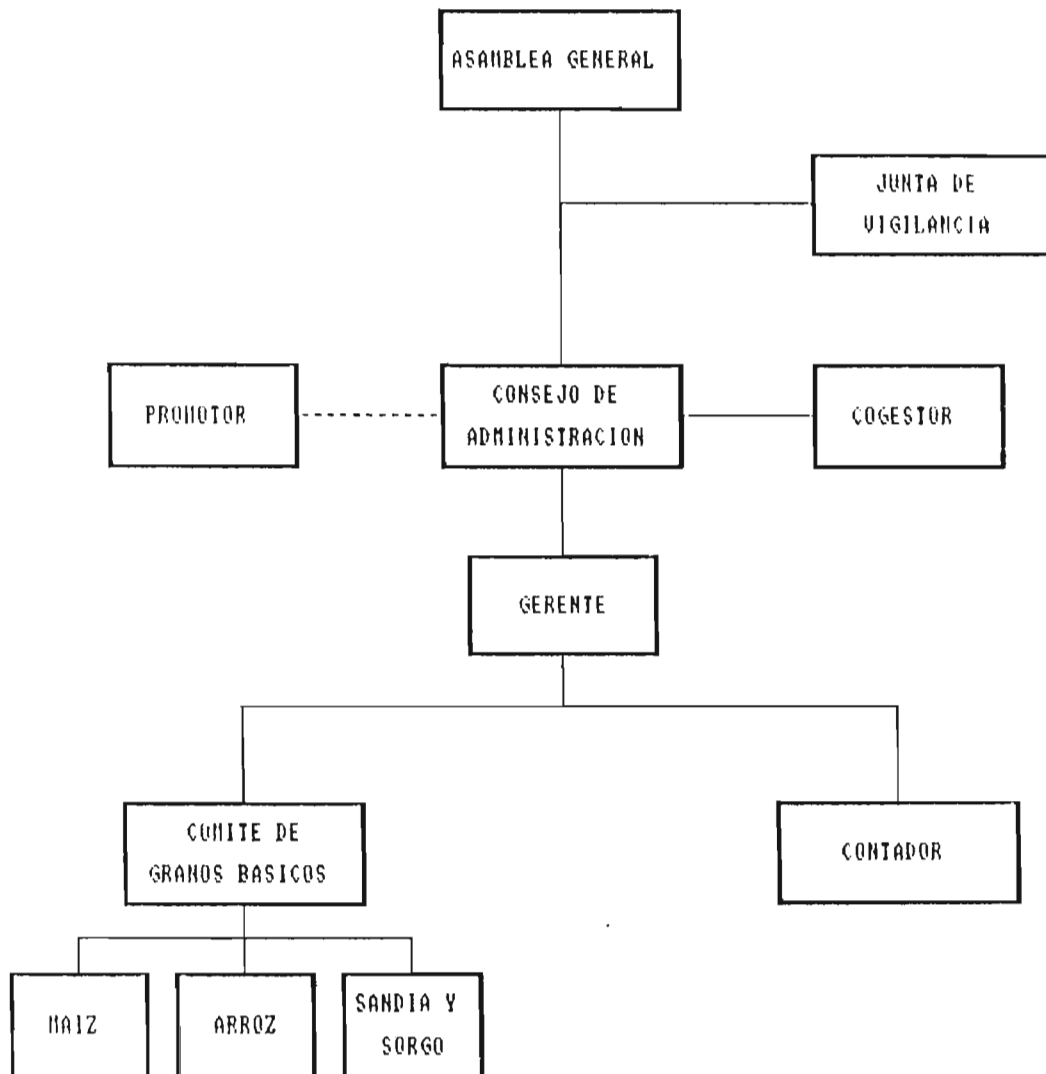 ASAMBLEA GENERAL
JUNTA DE
VIGILANCIA
PROMOTOR
CONSEJO DE
ADMINISTRACION
COGESTOR
GERENTE
COMITE DE
GRANOS BASICOS
CONTADOR
MAIZ
ARROZ
SANDIA Y
SORGO